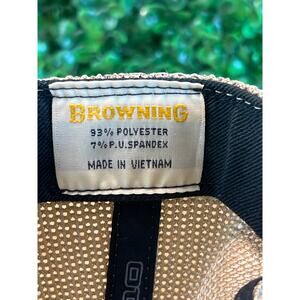 BROWNING
93% POLYESTER
7% P.U.SPANDEX
MADE IN VIETNAM